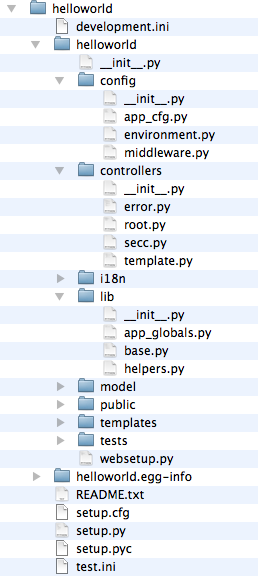 helloworld
development.ini
helloworld
__init__.py
config
__init__.py
app_cfg.py
environment.py
middleware.py
controllers
__init__.py
error.py
root.py
secc.py
template.py
i18n
lib
__init__.py
app_globals.py
base.py
helpers.py
model
public
templates
tests
websetup.py
helloworld.egg-info
README.txt
setup.cfg
setup.py
setup.pyc
test.ini